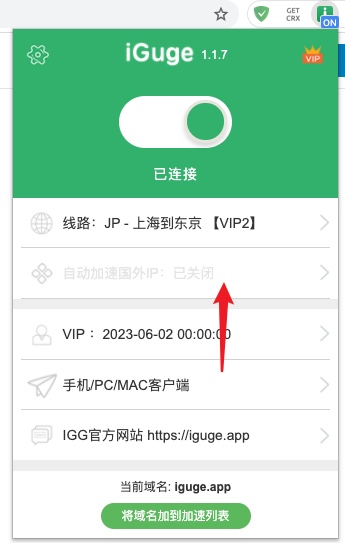 GET
CRX
ON
iGuge 1.1.7
VIP
已连接
线路：JP - 上海到东京 【VIP2】
自动加速国外IP：已关闭
VIP ：2023-06-02 00:00:00
手机/PC/MAC客户端
IGG官方网站 https://iguge.app
当前域名: iguge.app
将域名加到加速列表